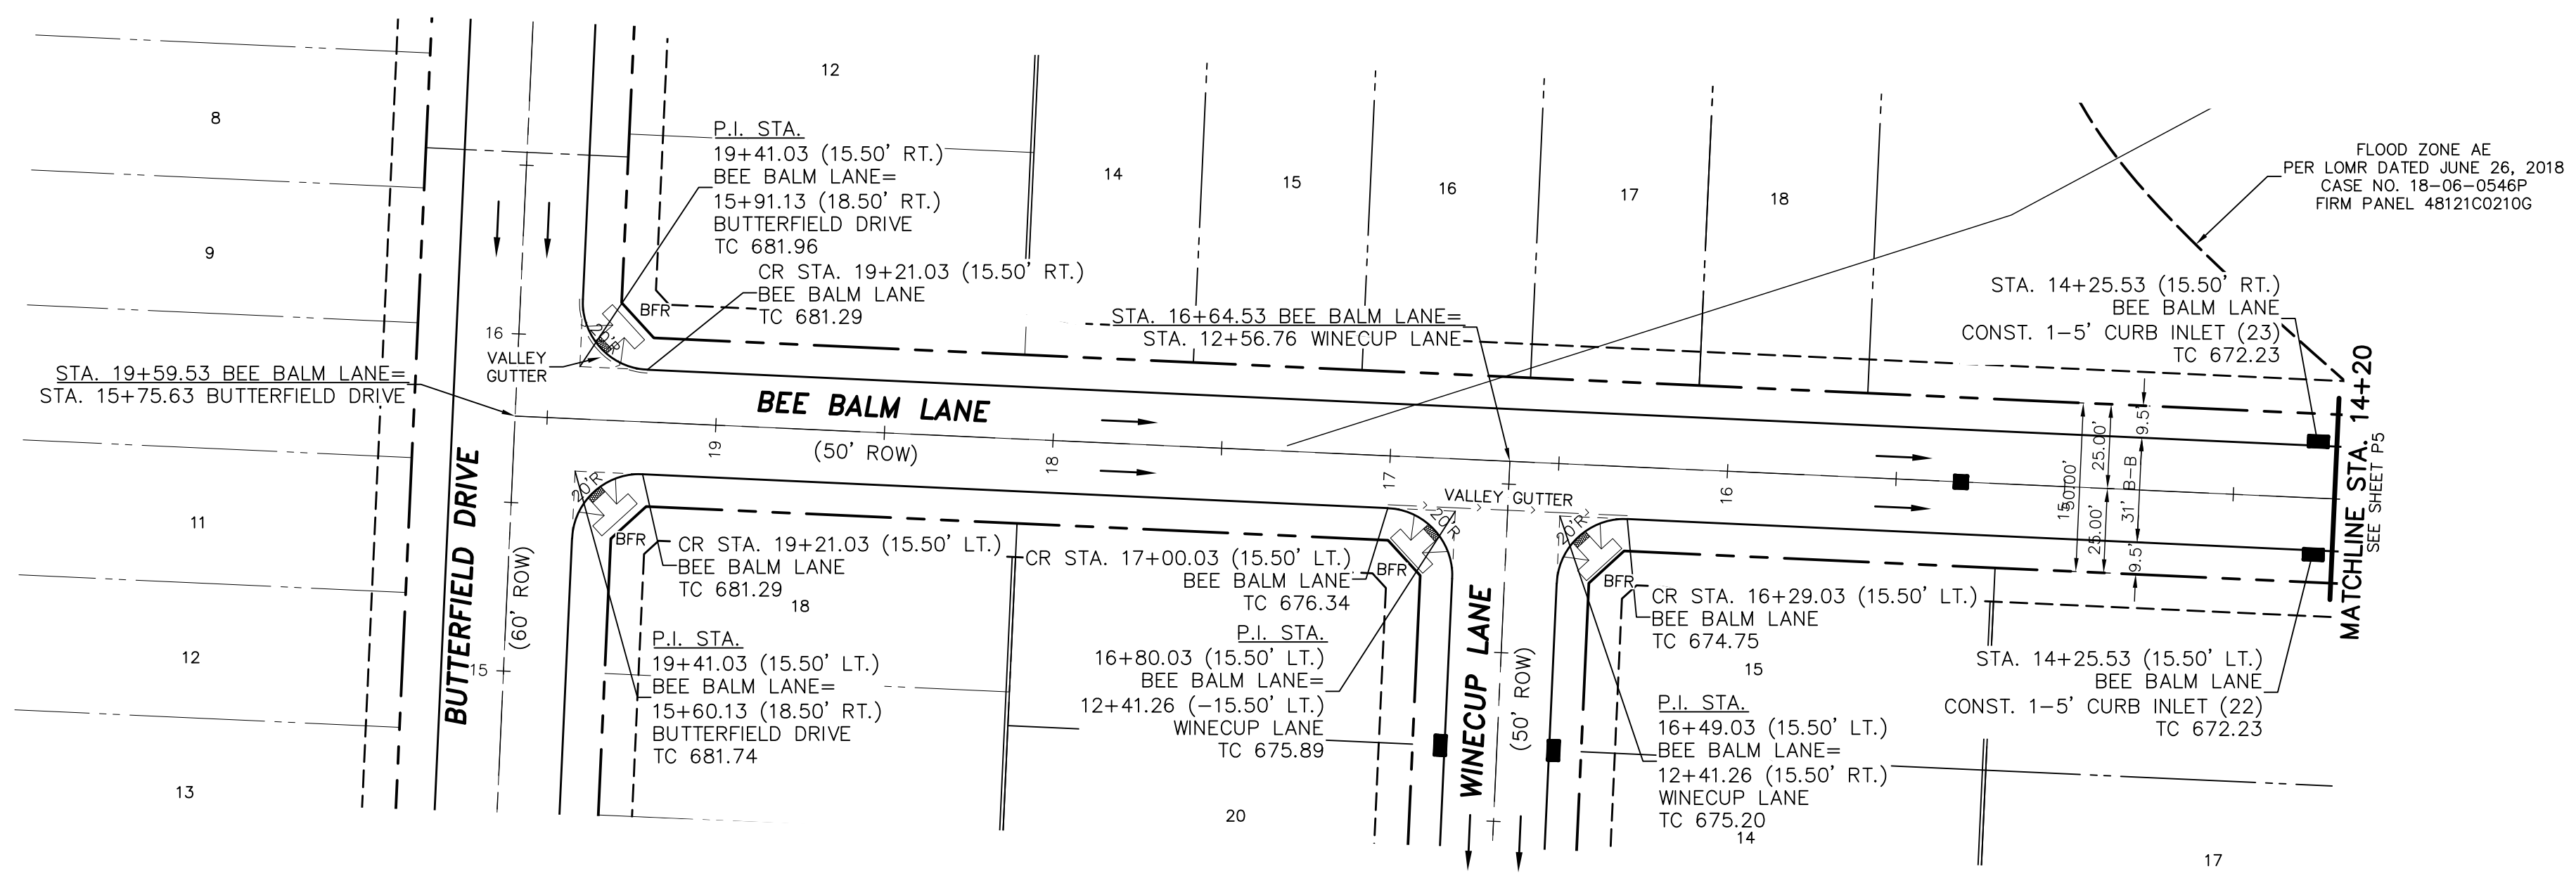 12
8
P.I. STA.
19+41.03 (15.50' RT.)
BEE BALM LANE=
15+91.13 (18.50' RT.)
BUTTERFIELD DRIVE
TC 681.96
CR STA. 19+21.03 (15.50' RT.)
BEE BALM LANE
TC 681.29
14
15
16
17
18
FLOOD ZONE AE
PER LOMR DATED JUNE 26, 2018
CASE NO. 18-06-0546P
FIRM PANEL 48121C0210G
9
BFR
20'R
16
VALLEY
GUTTER
STA. 19+59.53 BEE BALM LANE=
STA. 15+75.63 BUTTERFIELD DRIVE
STA. 16+64.53 BEE BALM LANE=
STA. 12+56.76 WINECUP LANE
STA. 14+25.53 (15.50' RT.)
BEE BALM LANE
CONST. 1-5' CURB INLET (23)
TC 672.23
MATCHLINE STA. 14+20
SEE SHEET P5
BEE BALM LANE
(50' ROW)
19
18
17
16
15
50.00'
25.00'
25.00'
9.5'
31' B-B
9.5'
VALLEY GUTTER
11
BUTTERFIELD DRIVE
(60' ROW)
15
20'R
BFR
CR STA. 19+21.03 (15.50' LT.)
BEE BALM LANE
TC 681.29
18
P.I. STA.
19+41.03 (15.50' LT.)
BEE BALM LANE=
15+60.13 (18.50' RT.)
BUTTERFIELD DRIVE
TC 681.74
20'R
BFR
CR STA. 17+00.03 (15.50' LT.)
BEE BALM LANE
TC 676.34
P.I. STA.
16+80.03 (15.50' LT.)
BEE BALM LANE=
12+41.26 (-15.50' LT.)
WINECUP LANE
TC 675.89
WINECUP LANE
(50' ROW)
20'R
BFR
CR STA. 16+29.03 (15.50' LT.)
BEE BALM LANE
TC 674.75
15
P.I. STA.
16+49.03 (15.50' LT.)
BEE BALM LANE=
12+41.26 (15.50' RT.)
WINECUP LANE
TC 675.20
14
STA. 14+25.53 (15.50' LT.)
BEE BALM LANE
CONST. 1-5' CURB INLET (22)
TC 672.23
12
13
20
17